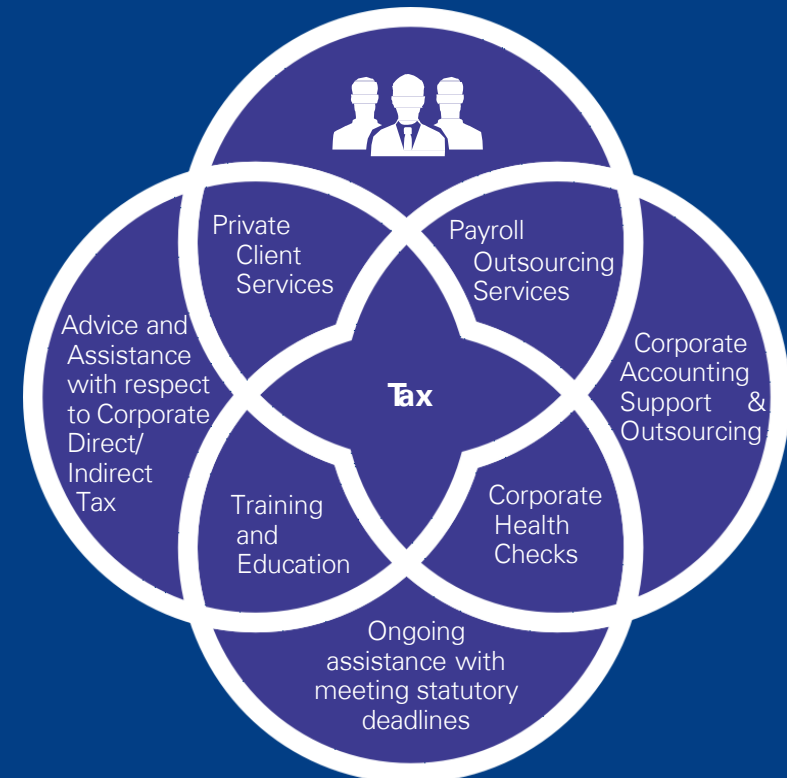 Private
Client
Services
Payroll
Outsourcing
Services
Advice and
Assistance
with respect
to Corporate
Direct/
Indirect
Tax
Tax
Corporate
Accounting
Support &
Outsourcing
Training
and
Education
Corporate
Health
Checks
Ongoing
assistance with
meeting statutory
deadlines